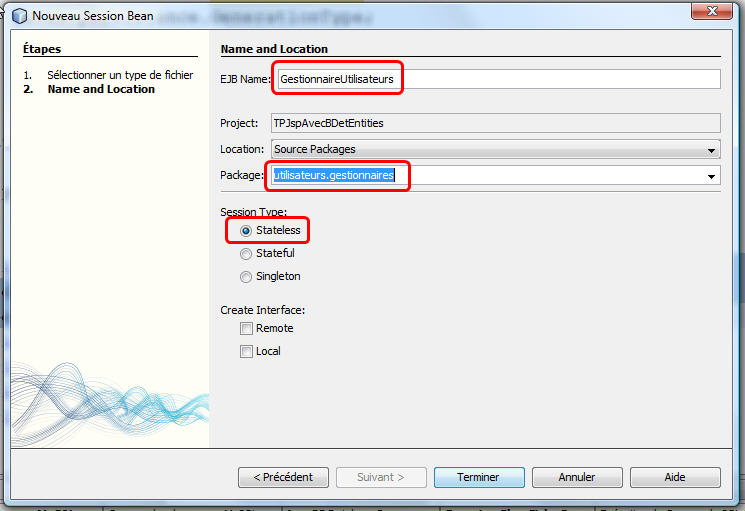 Nouveau Session Bean
Étapes
1. Sélectionner un type de fichier
2. Name and Location
Name and Location
EJB Name: GestionnaireUtilisateurs
Project: TPJspAvecBDetEntities
Location: Source Packages
Package: utilisateurs.gestionnaires
Session Type:
Stateless
Stateful
Singleton
Create Interface:
Remote
Local
< Précédent Suivant > Terminer Annuler Aide